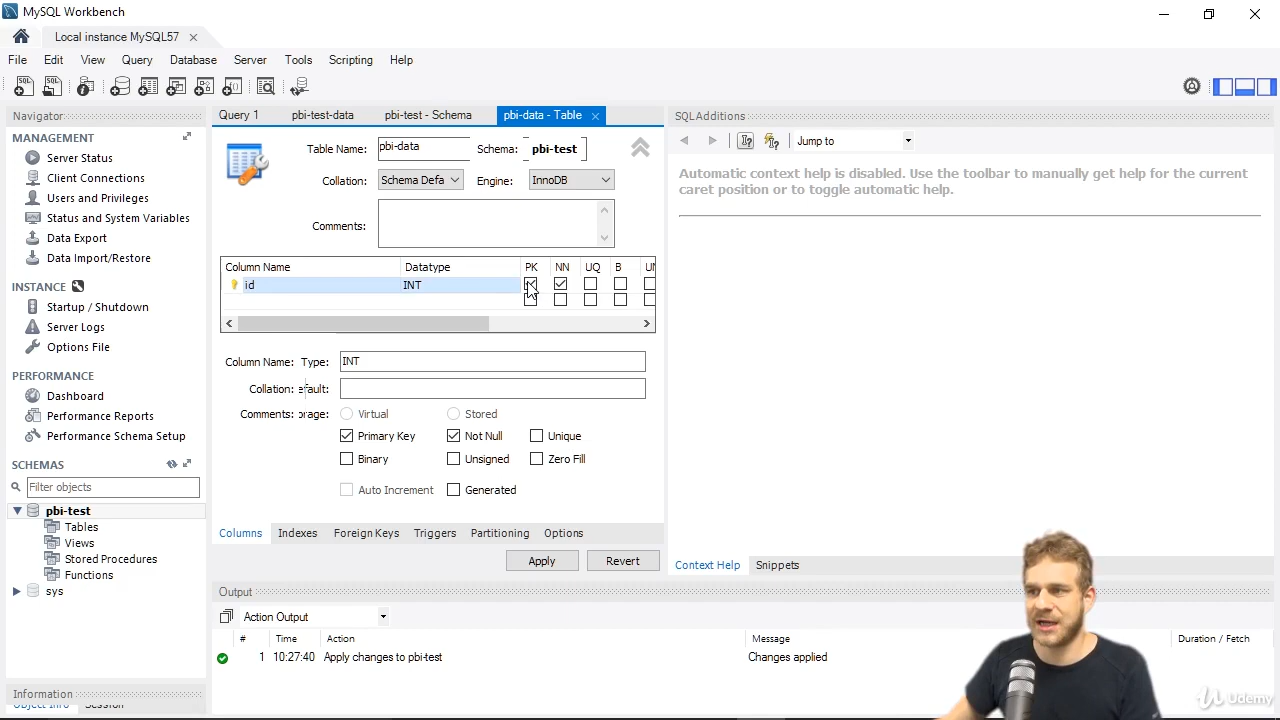 MySQL Workbench
Local instance MySQL57
File Edit View Query Database Server Tools Scripting Help
Navigator
MANAGEMENT
Server Status
Client Connections
Users and Privileges
Status and System Variables
Data Export
Data Import/Restore
INSTANCE
Startup / Shutdown
Server Logs
Options File
PERFORMANCE
Dashboard
Performance Reports
Performance Schema Setup
SCHEMAS
Filter objects
pbi-test
Tables
Views
Stored Procedures
Functions
sys
Information
Object Info Session
Query 1 pbi-test-data pbi-test - Schema pbi-data - Table
Table Name: pbi-data Schema: pbi-test
Collation: Schema Defa Engine: InnoDB
Comments:
Column Name Datatype PK NN UQ B UN
id INT
Column Name: Type: INT
Collation: efault:
Comments: orage: Virtual Stored
Primary Key Not Null Unique
Binary Unsigned Zero Fill
Auto Increment Generated
Columns Indexes Foreign Keys Triggers Partitioning Options
Apply Revert
SQLAdditions
Jump to
Automatic context help is disabled. Use the toolbar to manually get help for the current
caret position or to toggle automatic help.
Context Help Snippets
Output
Action Output
# Time Action Message Duration / Fetch
1 10:27:40 Apply changes to pbi-test Changes applied
Udemy